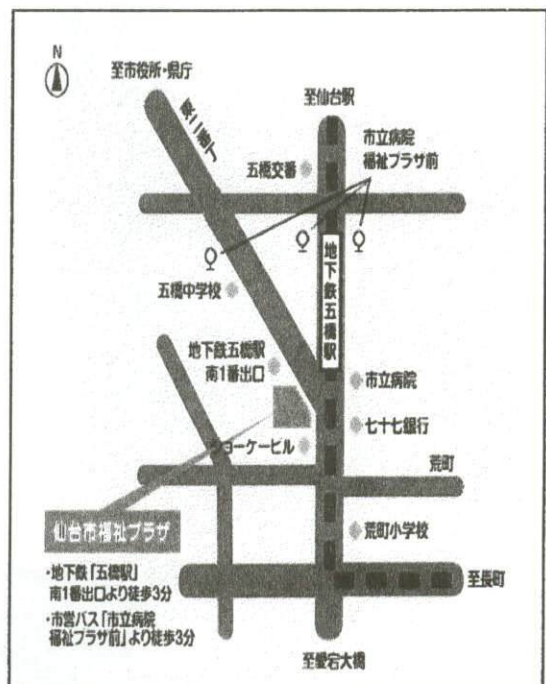 N
至市役所・県庁
東二番丁
至仙台駅
市立病院
福祉プラザ前
五橋交番
地下鉄五橋駅
五橋中学校
地下鉄五橋駅
南1番出口
市立病院
七十七銀行
ショーケービル
荒町
仙台市福祉プラザ
荒町小学校
・地下鉄「五橋駅」
南1番出口より徒歩3分
・市営バス「市立病院
福祉プラザ前」より徒歩3分
至長町
至愛宕大橋